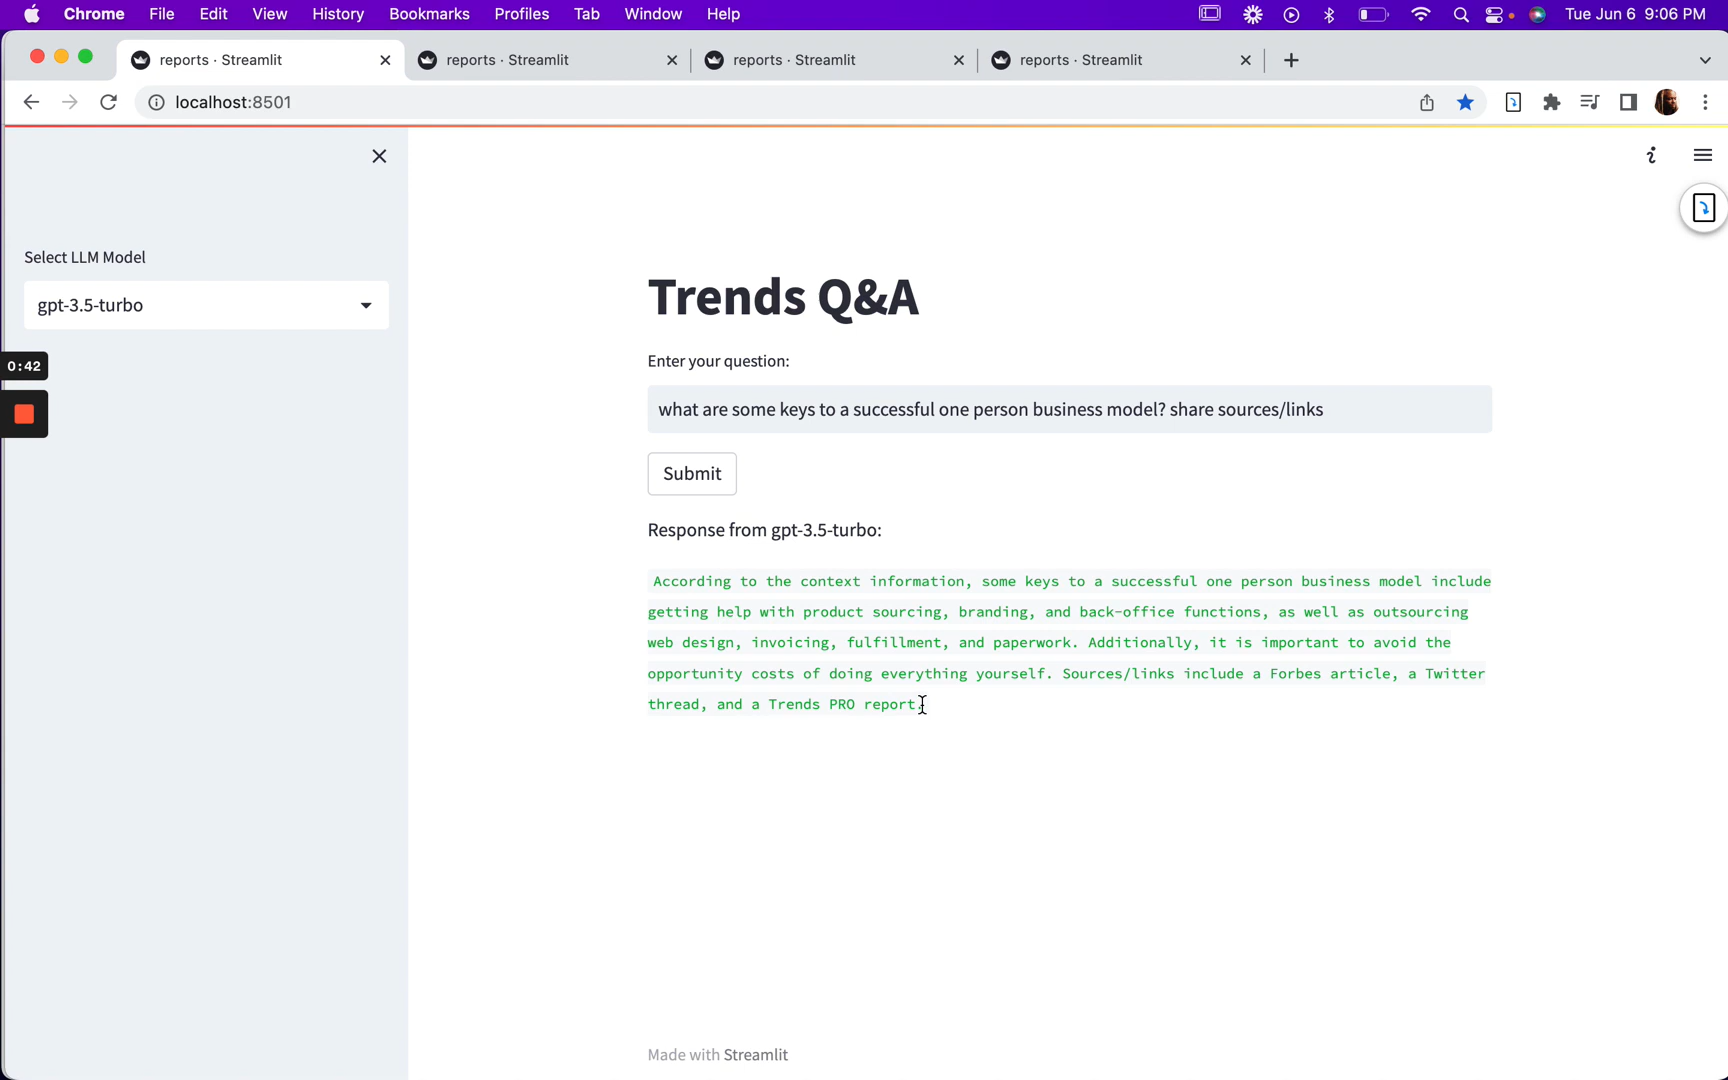 Chrome File Edit View History Bookmarks Profiles Tab Window Help Tue Jun 6 9:06 PM
reports · Streamlit reports · Streamlit reports · Streamlit reports · Streamlit
localhost:8501
Select LLM Model
gpt-3.5-turbo
0:42
Trends Q&A
Enter your question:
what are some keys to a successful one person business model? share sources/links
Submit
Response from gpt-3.5-turbo:
According to the context information, some keys to a successful one person business model include
getting help with product sourcing, branding, and back-office functions, as well as outsourcing
web design, invoicing, fulfillment, and paperwork. Additionally, it is important to avoid the
opportunity costs of doing everything yourself. Sources/links include a Forbes article, a Twitter
thread, and a Trends PRO report.
Made with Streamlit